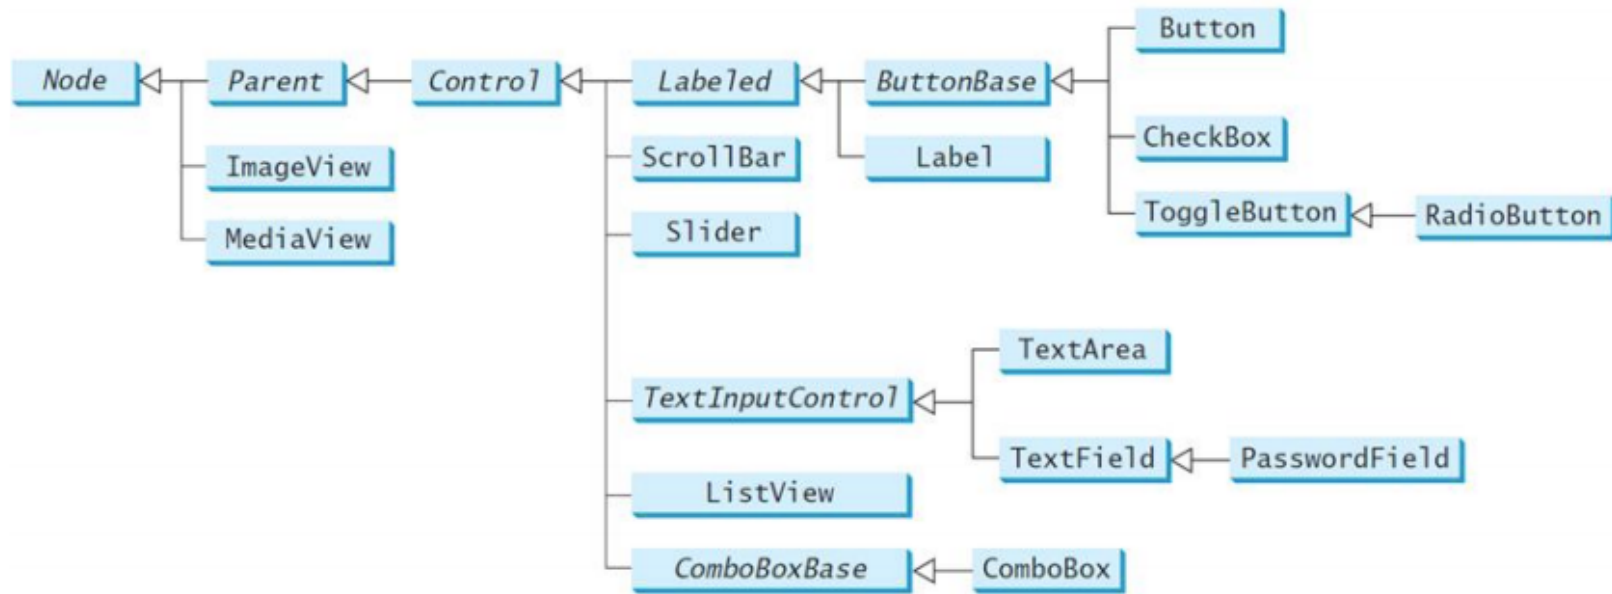 Button
Node
Parent
Control
Labeled
ButtonBase
ImageView
ScrollBar
Label
CheckBox
MediaView
Slider
ToggleButton
RadioButton
TextArea
TextInputControl
TextField
PasswordField
ListView
ComboBoxBase
ComboBox